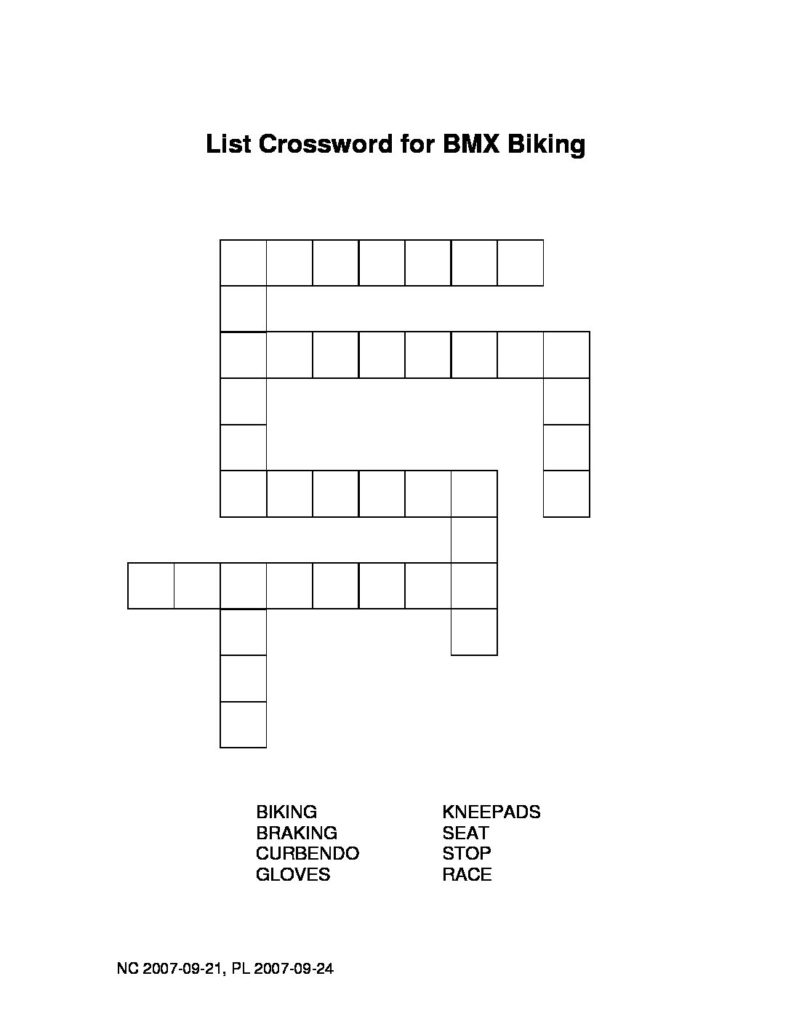 List Crossword for BMX Biking
BIKING KNEEPADS
BRAKING SEAT
CURBENDO STOP
GLOVES RACE
NC 2007-09-21, PL 2007-09-24